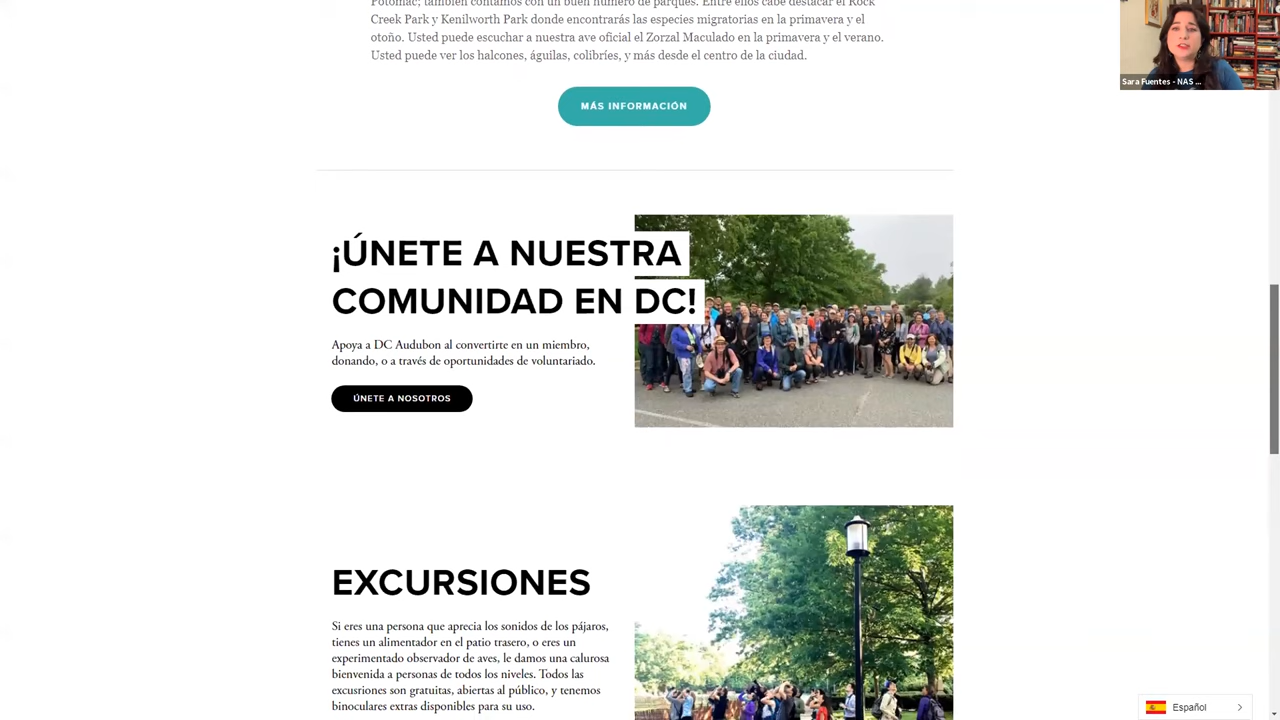 Potomac; también contamos con un buen número de parques. Entre ellos cabe destacar el Rock
Creek Park y Kenilworth Park donde encontrarás las especies migratorias en la primavera y el
otoño. Usted puede escuchar a nuestra ave oficial el Zorzal Maculado en la primavera y el verano.
Usted puede ver los halcones, águilas, colibríes, y más desde el centro de la ciudad.
MÁS INFORMACIÓN
¡ÚNETE A NUESTRA
COMUNIDAD EN DC!
Apoya a DC Audubon al convertirte en un miembro,
donando, o a través de oportunidades de voluntariado.
ÚNETE A NOSOTROS
EXCURSIONES
Si eres una persona que aprecia los sonidos de los pájaros,
tienes un alimentador en el patio trasero, o eres un
experimentado observador de aves, le damos una calurosa
bienvenida a personas de todos los niveles. Todos las
excursiones son gratuitas, abiertas al público, y tenemos
binoculares extras disponibles para su uso.
Sara Fuentes - NAS ...
Español